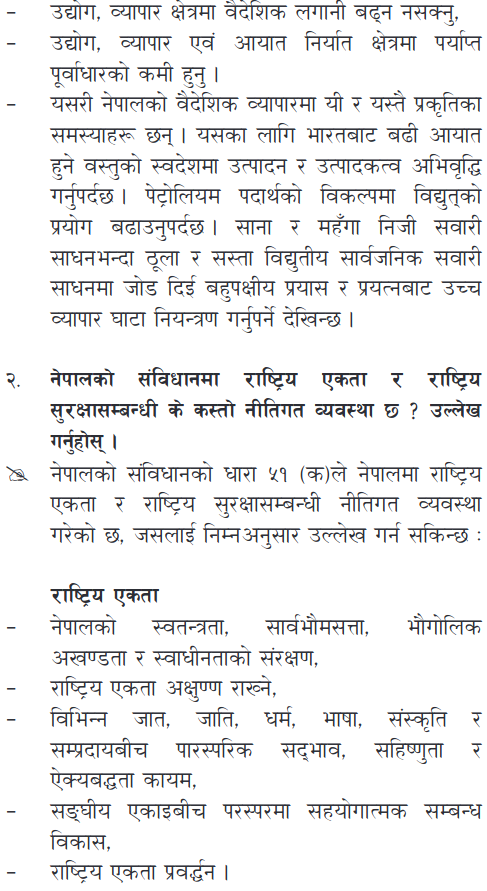 – उद्योग, व्यापार क्षेत्रमा वैदेशिक लगानी बढ्न नसक्नु,
– उद्योग, व्यापार एवं आयात निर्यात क्षेत्रमा पर्याप्त
पूर्वाधारको कमी हुनु ।
– यसरी नेपालको वैदेशिक व्यापारमा यी र यस्तै प्रकृतिका
समस्याहरू छन् । यसका लागि भारतबाट बढी आयात
हुने वस्तुको स्वदेशमा उत्पादन र उत्पादकत्व अभिवृद्धि
गर्नुपर्दछ । पेट्रोलियम पदार्थको विकल्पमा विद्युत्को
प्रयोग बढाउनुपर्दछ । साना र महँगा निजी सवारी
साधनभन्दा ठूला र सस्ता विद्युतीय सार्वजनिक सवारी
साधनमा जोड दिई बहुपक्षीय प्रयास र प्रयत्नबाट उच्च
व्यापार घाटा नियन्त्रण गर्नुपर्ने देखिन्छ ।
२. नेपालको संविधानमा राष्ट्रिय एकता र राष्ट्रिय
सुरक्षासम्बन्धी के कस्तो नीतिगत व्यवस्था छ ? उल्लेख
गर्नुहोस् ।
नेपालको संविधानको धारा ५१ (क)ले नेपालमा राष्ट्रिय
एकता र राष्ट्रिय सुरक्षासम्बन्धी नीतिगत व्यवस्था
गरेको छ, जसलाई निम्नअनुसार उल्लेख गर्न सकिन्छ :
राष्ट्रिय एकता
– नेपालको स्वतन्त्रता, सार्वभौमसत्ता, भौगोलिक
अखण्डता र स्वाधीनताको संरक्षण,
– राष्ट्रिय एकता अक्षुण्ण राख्ने,
– विभिन्न जात, जाति, धर्म, भाषा, संस्कृति र
सम्प्रदायबीच पारस्परिक सद्भाव, सहिष्णुता र
ऐक्यबद्धता कायम,
– सङ्घीय एकाइबीच परस्परमा सहयोगात्मक सम्बन्ध
विकास,
– राष्ट्रिय एकता प्रवर्द्धन ।